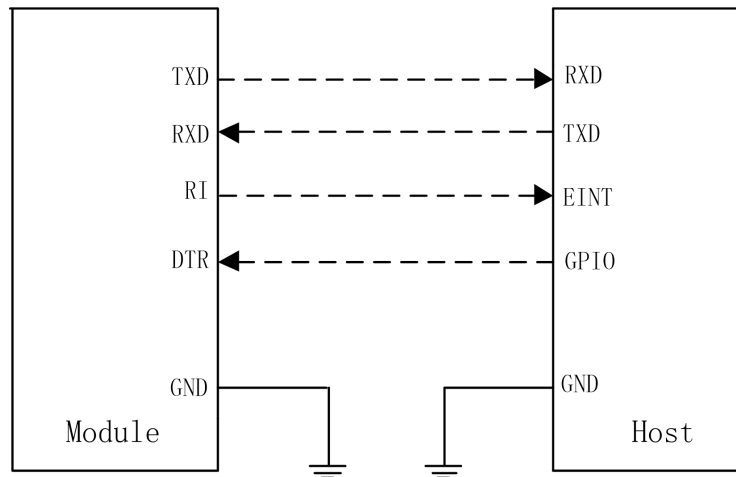 TXD
RXD
RXD
TXD
RI
EINT
DTR
GPIO
GND
GND
Module
Host